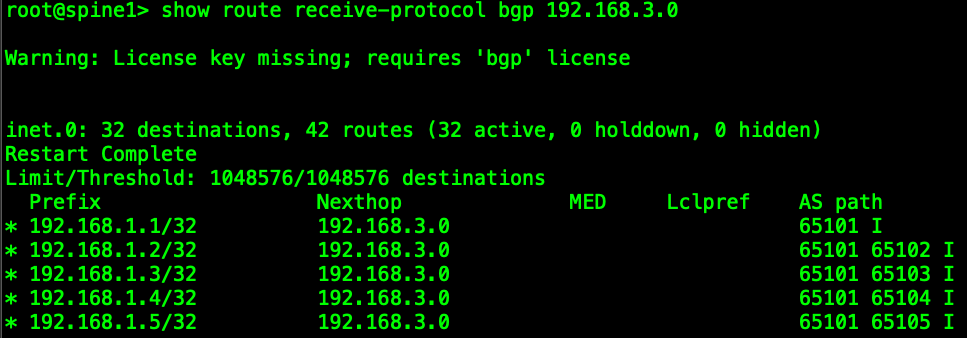 root@spine1> show route receive-protocol bgp 192.168.3.0
Warning: License key missing; requires 'bgp' license
inet.0: 32 destinations, 42 routes (32 active, 0 holddown, 0 hidden)
Restart Complete
Limit/Threshold: 1048576/1048576 destinations
  Prefix                  Nexthop              MED     Lclpref    AS path
* 192.168.1.1/32          192.168.3.0                             65101 I
* 192.168.1.2/32          192.168.3.0                             65101 65102 I
* 192.168.1.3/32          192.168.3.0                             65101 65103 I
* 192.168.1.4/32          192.168.3.0                             65101 65104 I
* 192.168.1.5/32          192.168.3.0                             65101 65105 I